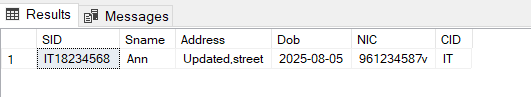 Results Messages
SID Sname Address Dob NIC CID
1 IT18234568 Ann Updated,street 2025-08-05 961234587v IT